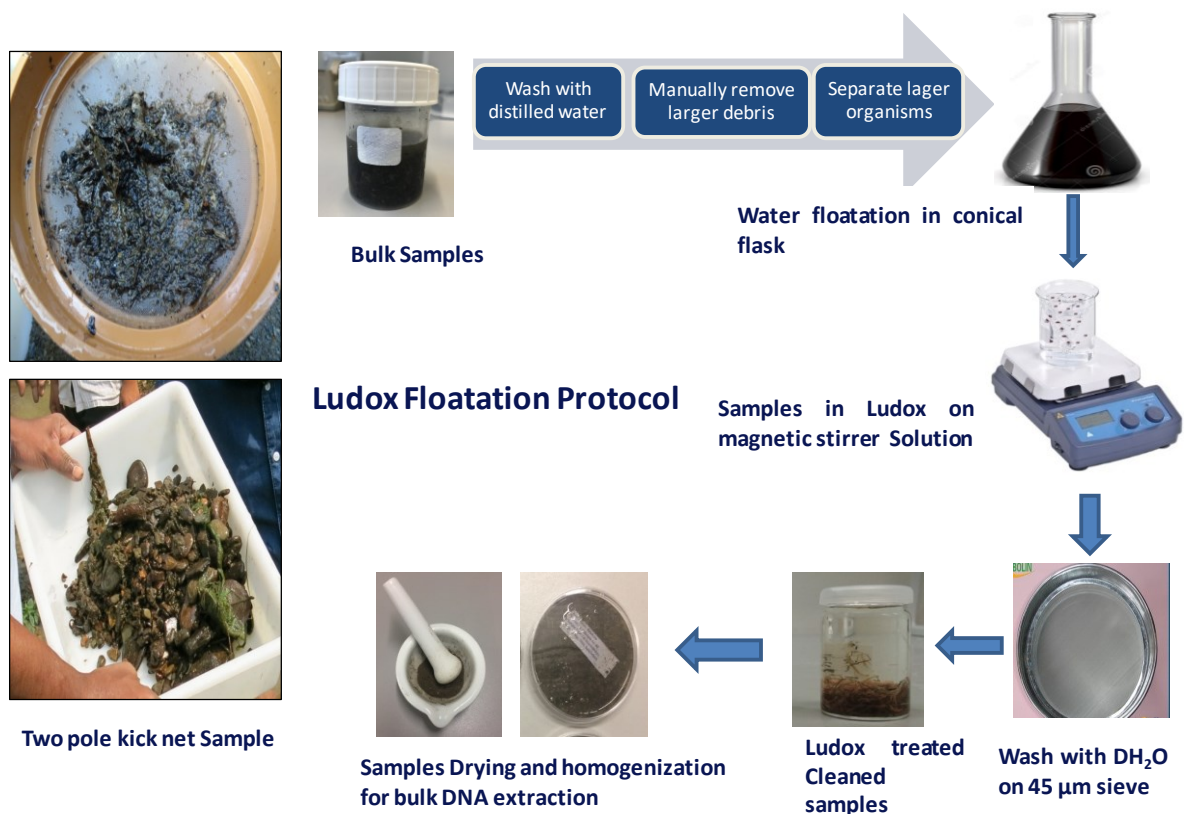 Wash with
distilled water
Manually remove
larger debris
Separate lager
organisms
Bulk Samples
Water floatation in conical
flask
Ludox Floatation Protocol
Samples in Ludox on
magnetic stirrer Solution
BOLIN
Two pole kick net Sample
Samples Drying and homogenization
for bulk DNA extraction
Ludox treated
Cleaned
samples
Wash with DH₂O
on 45 µm sieve